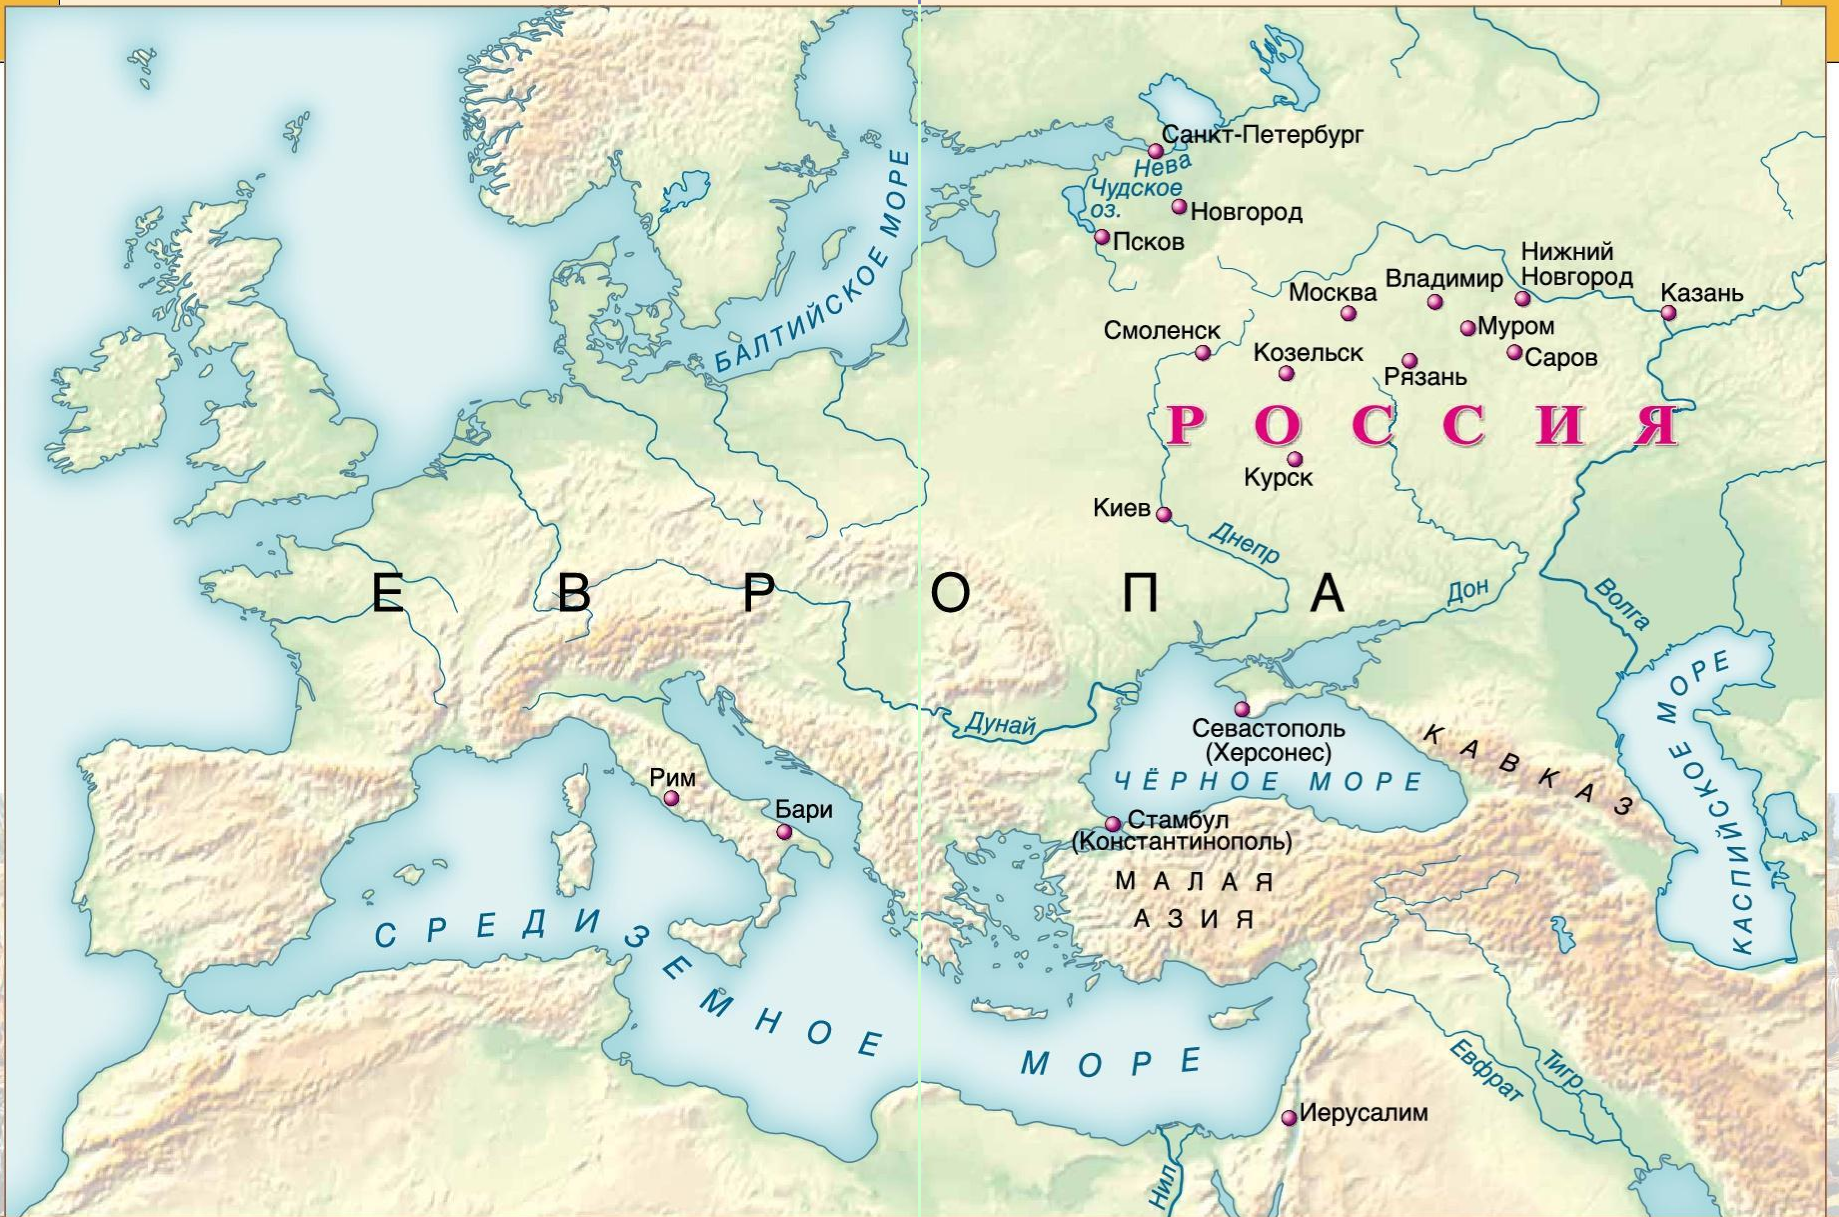 Санкт-Петербург
Нева
Чудское
оз.
Новгород
Псков
БАЛТИЙСКОЕ МОРЕ
Нижний
Новгород
Владимир
Москва
Казань
Муром
Смоленск
Козельск
Саров
Рязань
РОССИЯ
Курск
Киев
Днепр
ЕВРОПА
Дон
Волга
КАСПИЙСКОЕ МОРЕ
Дунай
Севастополь
(Херсонес)
КАВКАЗ
ЧЁРНОЕ МОРЕ
Рим
Бари
Стамбул
(Константинополь)
МАЛАЯ
АЗИЯ
СРЕДИЗЕМНОЕ МОРЕ
Евфрат
Тигр
Иерусалим
Нил